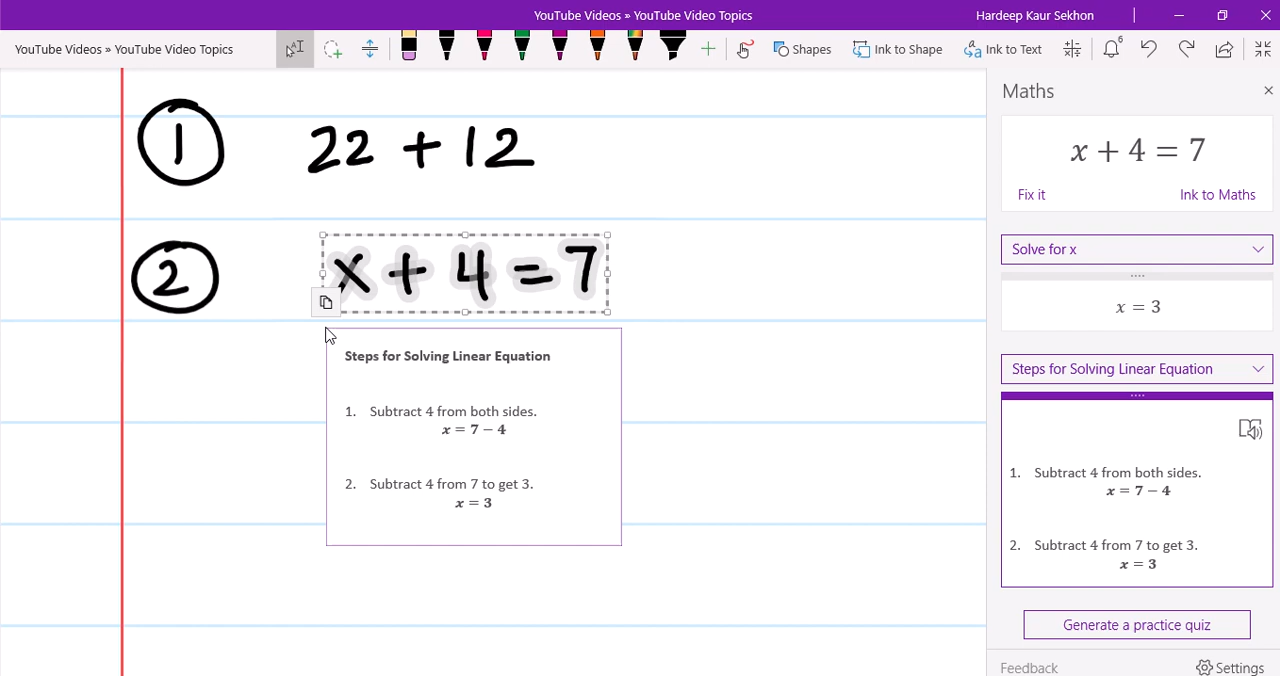 YouTube Videos » YouTube Video Topics
Hardeep Kaur Sekhon
YouTube Videos » YouTube Video Topics
Shapes
Ink to Shape
Ink to Text
6
1 22 + 12
2 x + 4 = 7
Steps for Solving Linear Equation
1. Subtract 4 from both sides.
x = 7 − 4
2. Subtract 4 from 7 to get 3.
x = 3
Maths
x + 4 = 7
Fix it
Ink to Maths
Solve for x
x = 3
Steps for Solving Linear Equation
1. Subtract 4 from both sides.
x = 7 − 4
2. Subtract 4 from 7 to get 3.
x = 3
Generate a practice quiz
Feedback
Settings